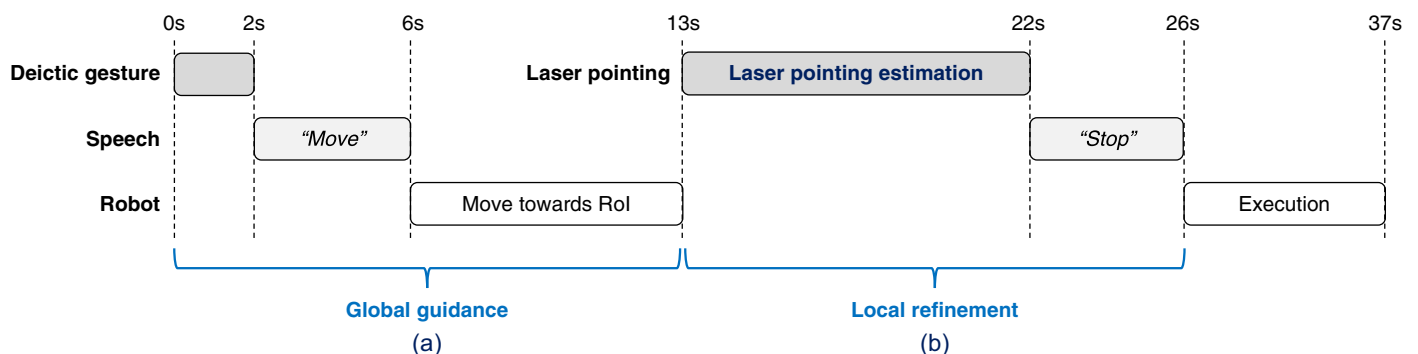 0s 2s 6s 13s 22s 26s 37s
Deictic gesture Laser pointing Laser pointing estimation
Speech “Move” “Stop”
Robot Move towards RoI Execution
Global guidance Local refinement
(a) (b)